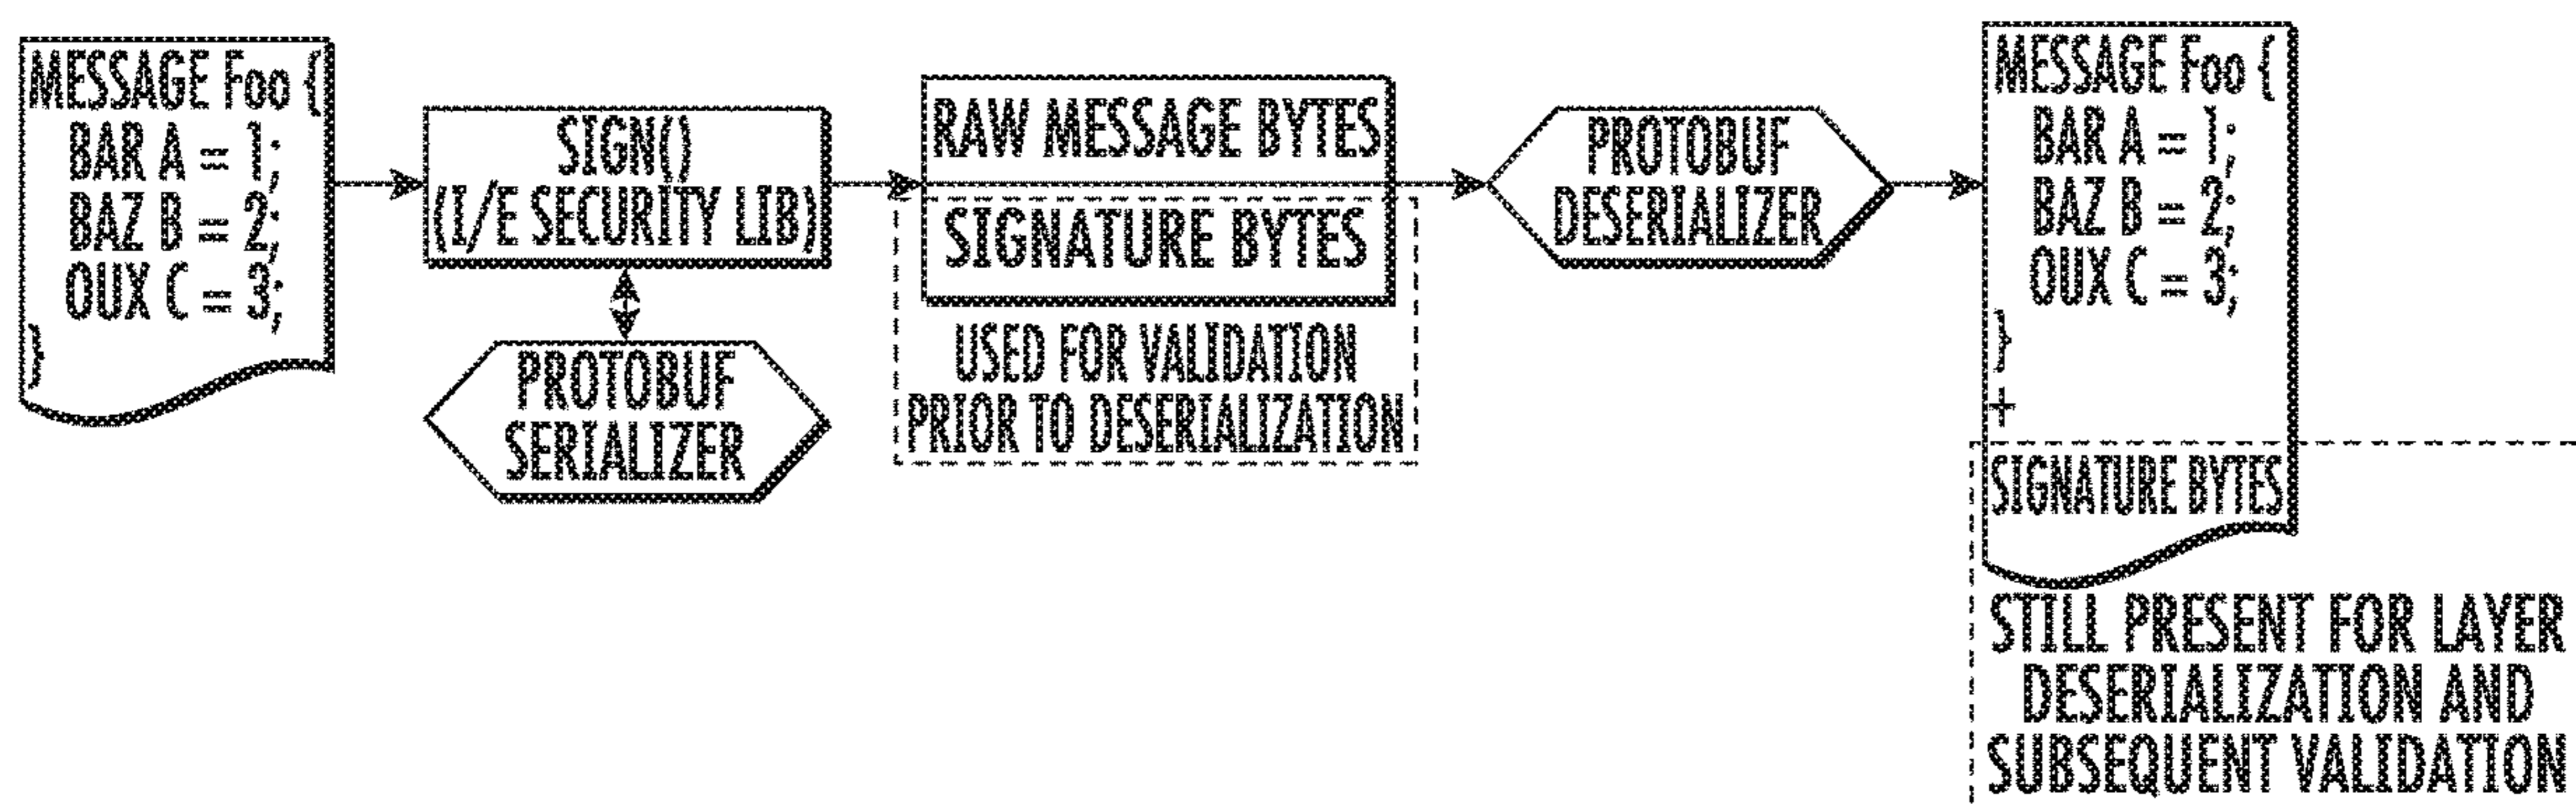 MESSAGE Foo {
BAR A = 1;
BAZ B = 2;
OUX C = 3;
}
SIGN()
(I/E SECURITY LIB)
PROTOBUF
SERIALIZER
RAW MESSAGE BYTES
SIGNATURE BYTES
USED FOR VALIDATION
PRIOR TO DESERIALIZATION
PROTOBUF
DESERIALIZER
MESSAGE Foo {
BAR A = 1;
BAZ B = 2;
OUX C = 3;
}
+
SIGNATURE BYTES
STILL PRESENT FOR LAYER
DESERIALIZATION AND
SUBSEQUENT VALIDATION